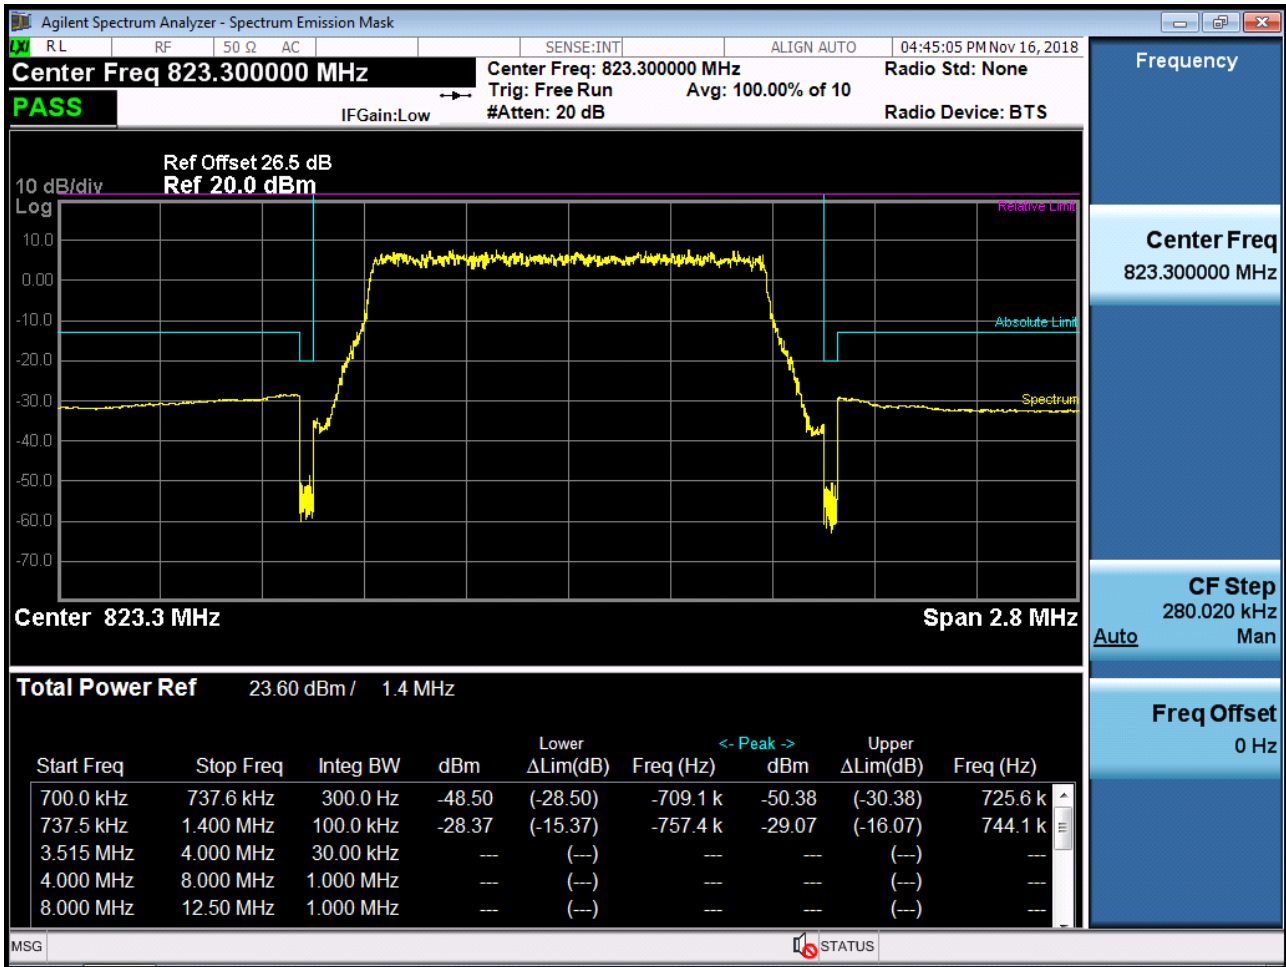 Agilent Spectrum Analyzer - Spectrum Emission Mask
LXI RL RF 50 Ω AC SENSE:INT ALIGN AUTO 04:45:05 PM Nov 16, 2018
Center Freq 823.300000 MHz Center Freq: 823.300000 MHz Radio Std: None
Trig: Free Run Avg: 100.00% of 10
PASS IFGain:Low #Atten: 20 dB Radio Device: BTS
Ref Offset 26.5 dB
10 dB/div Ref 20.0 dBm
Log
Relative Limit
10.0
0.00
-10.0
Absolute Limit
-20.0
-30.0
Spectrum
-40.0
-50.0
-60.0
-70.0
Center 823.3 MHz Span 2.8 MHz
Total Power Ref 23.60 dBm / 1.4 MHz
Lower <- Peak -> Upper
Start Freq Stop Freq Integ BW dBm ΔLim(dB) Freq (Hz) dBm ΔLim(dB) Freq (Hz)
700.0 kHz 737.6 kHz 300.0 Hz -48.50 (-28.50) -709.1 k -50.38 (-30.38) 725.6 k
737.5 kHz 1.400 MHz 100.0 kHz -28.37 (-15.37) -757.4 k -29.07 (-16.07) 744.1 k
3.515 MHz 4.000 MHz 30.00 kHz --- (---) --- --- (---) ---
4.000 MHz 8.000 MHz 1.000 MHz --- (---) --- --- (---) ---
8.000 MHz 12.50 MHz 1.000 MHz --- (---) --- --- (---) ---
MSG STATUS
Frequency
Center Freq
823.300000 MHz
CF Step
280.020 kHz
Auto Man
Freq Offset
0 Hz